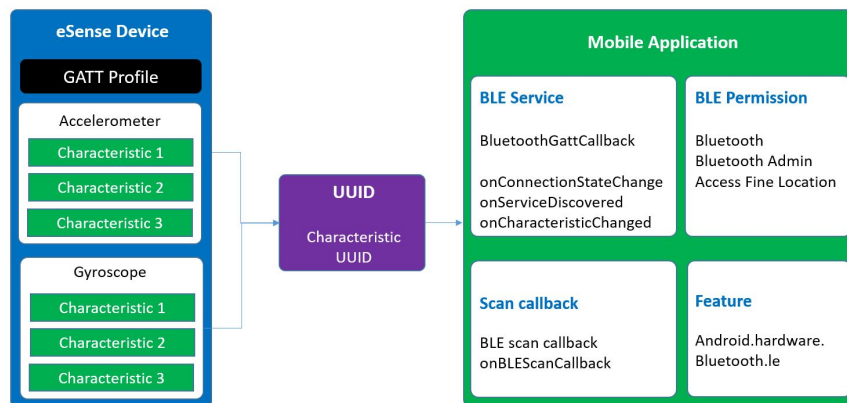 eSense Device
GATT Profile
Accelerometer
Characteristic 1
Characteristic 2
Characteristic 3
Gyroscope
Characteristic 1
Characteristic 2
Characteristic 3
UUID
Characteristic
UUID
Mobile Application
BLE Service
BluetoothGattCallback
onConnectionStateChange
onServiceDiscovered
onCharacteristicChanged
BLE Permission
Bluetooth
Bluetooth Admin
Access Fine Location
Scan callback
BLE scan callback
onBLEScanCallback
Feature
Android.hardware.
Bluetooth.le